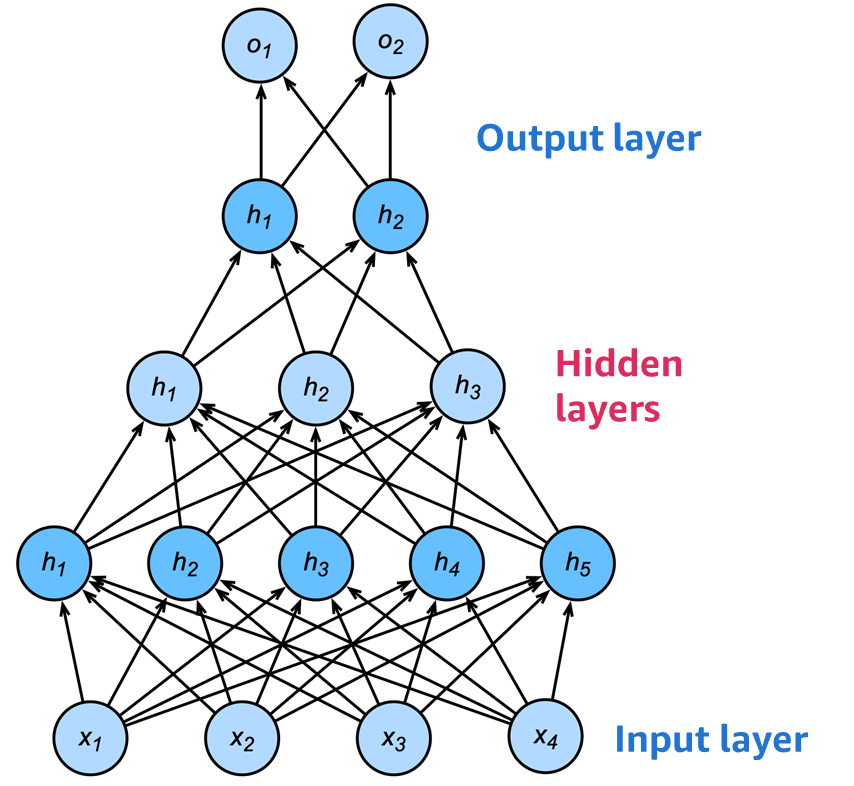 o1 o2
Output layer
h1 h2
h1 h2 h3
Hidden
layers
h1 h2 h3 h4 h5
x1 x2 x3 x4
Input layer